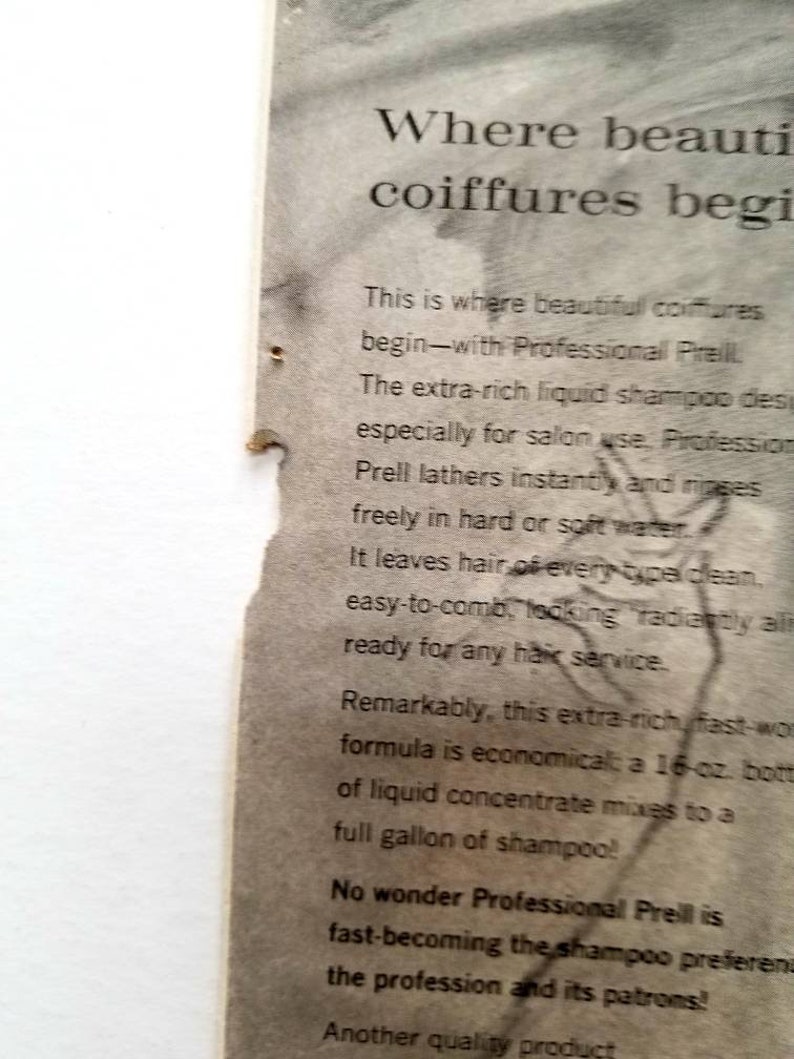 Where beauti
coiffures begi
This is where beautiful coiffures
begin—with Professional Prell.
The extra-rich liquid shampoo desi
especially for salon use. Profession
Prell lathers instantly and rinses
freely in hard or soft water.
It leaves hair of every type clean,
easy-to-comb, looking "radiantly ali
ready for any hair service.
Remarkably, this extra-rich, fast-wo
formula is economical: a 16-oz. bott
of liquid concentrate mixes to a
full gallon of shampoo!
No wonder Professional Prell is
fast-becoming the shampoo preferen
the profession and its patrons!
Another quality product